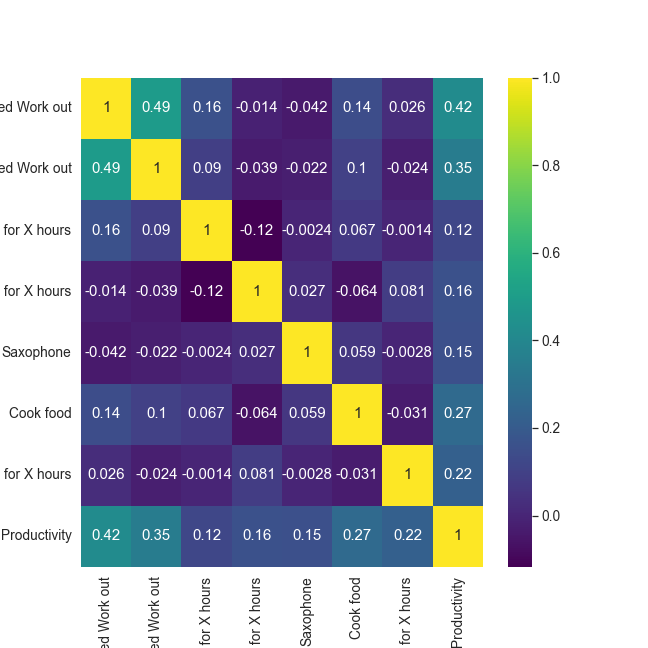 ed Work out 1 0.49 0.16 -0.014 -0.042 0.14 0.026 0.42
ed Work out 0.49 1 0.09 -0.039 -0.022 0.1 -0.024 0.35
for X hours 0.16 0.09 1 -0.12 -0.0024 0.067 -0.0014 0.12
for X hours -0.014 -0.039 -0.12 1 0.027 -0.064 0.081 0.16
Saxophone -0.042 -0.022 -0.0024 0.027 1 0.059 -0.0028 0.15
Cook food 0.14 0.1 0.067 -0.064 0.059 1 -0.031 0.27
for X hours 0.026 -0.024 -0.0014 0.081 -0.0028 -0.031 1 0.22
Productivity 0.42 0.35 0.12 0.16 0.15 0.27 0.22 1
ed Work out
ed Work out
for X hours
for X hours
Saxophone
Cook food
for X hours
Productivity
1.0
0.8
0.6
0.4
0.2
0.0